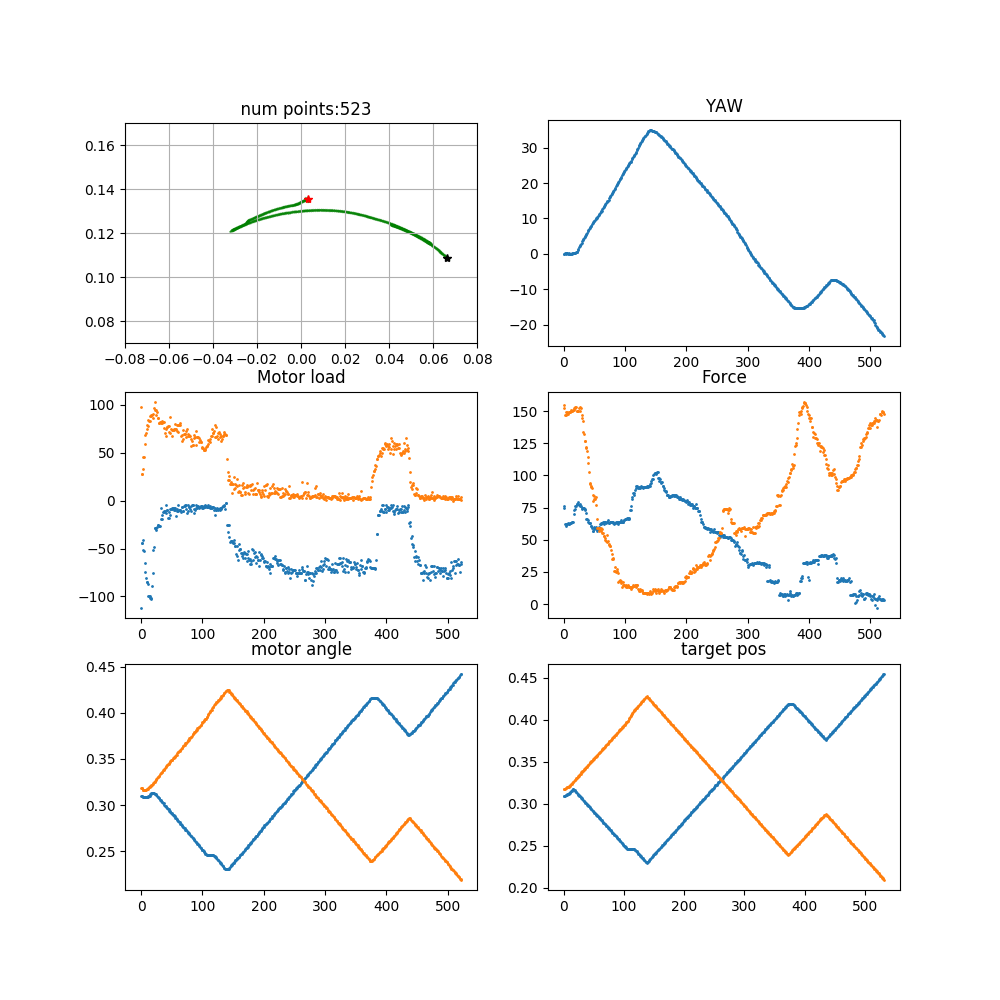 num points:523
0.16
0.14
0.12
0.10
0.08
−0.08 −0.06 −0.04 −0.02 0.00 0.02 0.04 0.06 0.08
YAW
30
20
10
0
−10
−20
0 100 200 300 400 500
Motor load
100
50
0
−50
−100
0 100 200 300 400 500
Force
150
125
100
75
50
25
0
0 100 200 300 400 500
motor angle
0.45
0.40
0.35
0.30
0.25
0 100 200 300 400 500
target pos
0.45
0.40
0.35
0.30
0.25
0.20
0 100 200 300 400 500